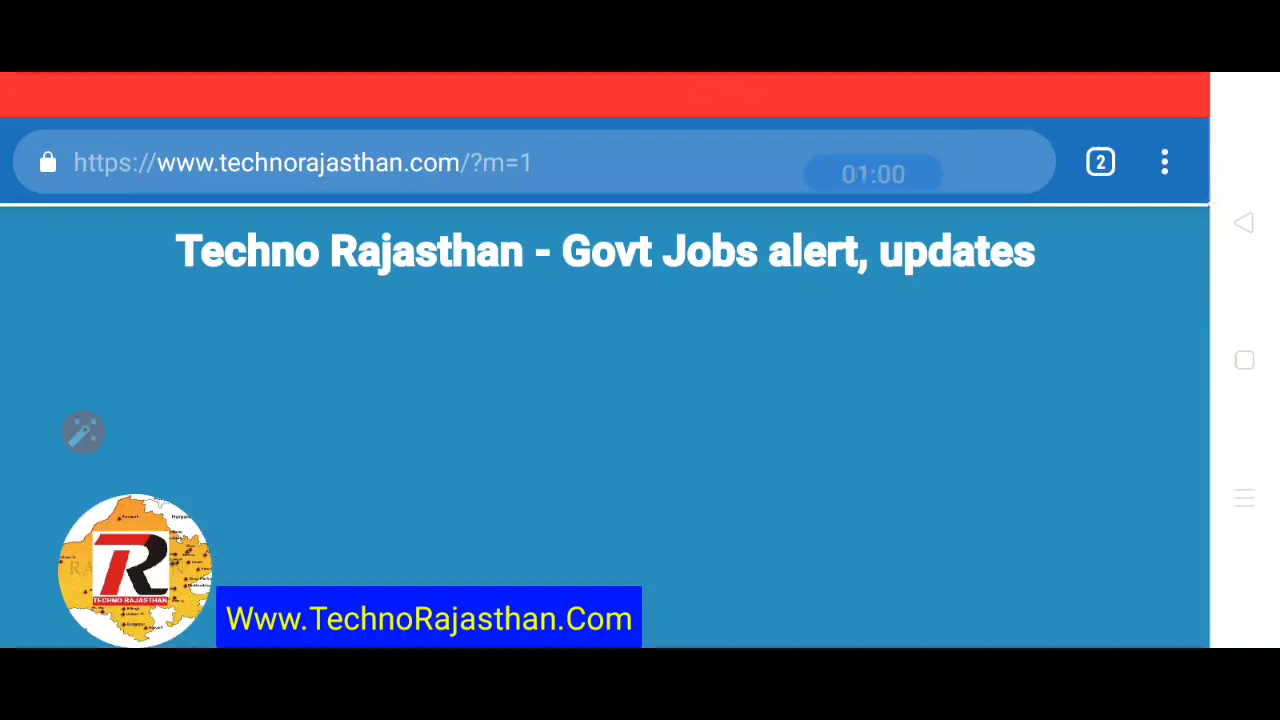 https://www.technorajasthan.com/?m=1
01:00
2
Techno Rajasthan - Govt Jobs alert, updates
TR
TECHNO RAJASTHAN
Www.TechnoRajasthan.Com